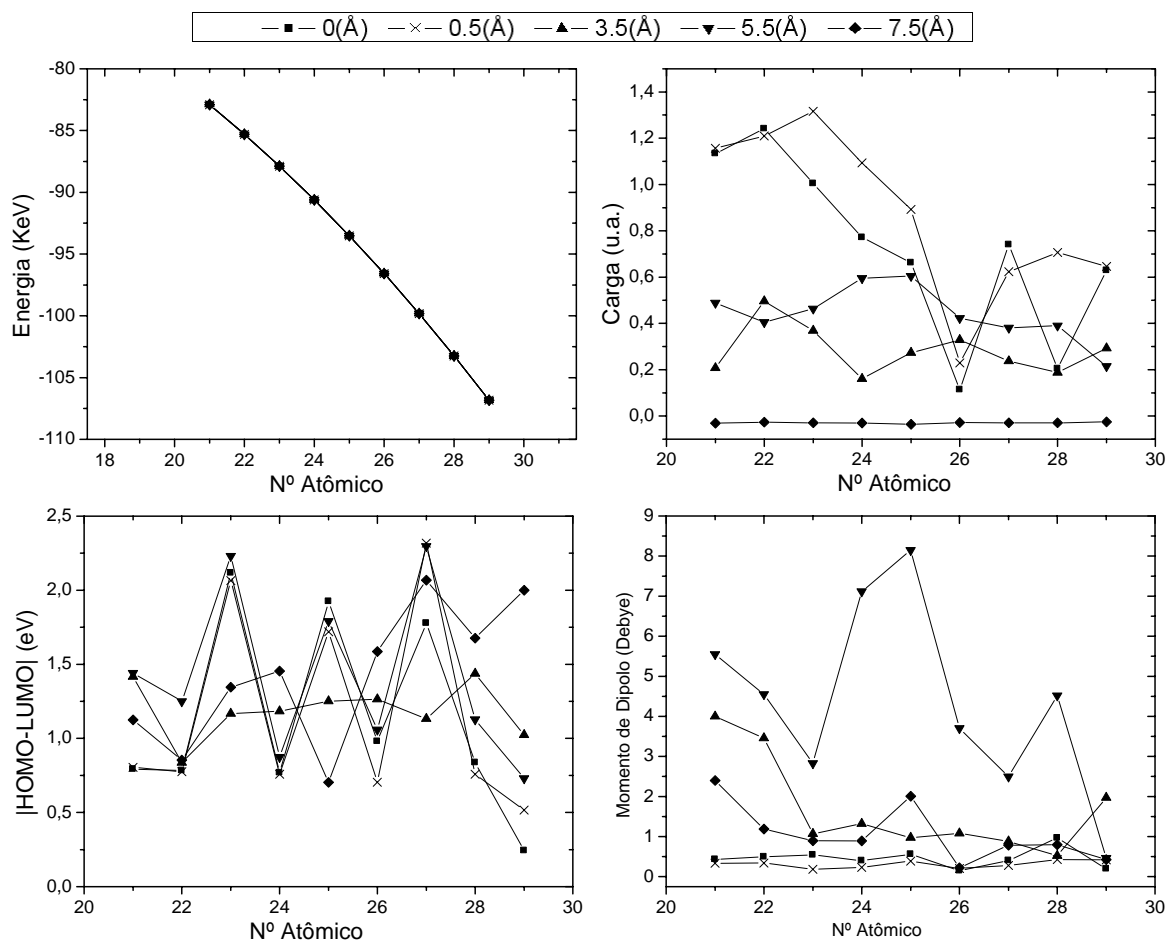 0(Å) 0.5(Å) 3.5(Å) 5.5(Å) 7.5(Å)
-80
-85
-90
-95
-100
-105
-110
Energia (KeV)
18 20 22 24 26 28 30
Nº Atômico
1,4
1,2
1,0
0,8
0,6
0,4
0,2
0,0
Carga (u.a.)
20 22 24 26 28 30
Nº Atômico
2,5
2,0
1,5
1,0
0,5
0,0
|HOMO-LUMO| (eV)
20 22 24 26 28 30
Nº Atômico
9
8
7
6
5
4
3
2
1
0
Momento de Dipolo (Debye)
20 22 24 26 28 30
Nº Atômico